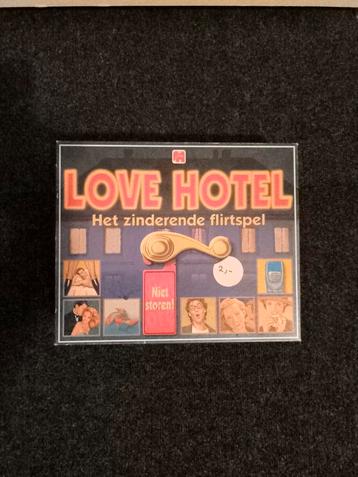 LOVE HOTEL
Het zinderende flirtspel
2,-
Niet
storen!